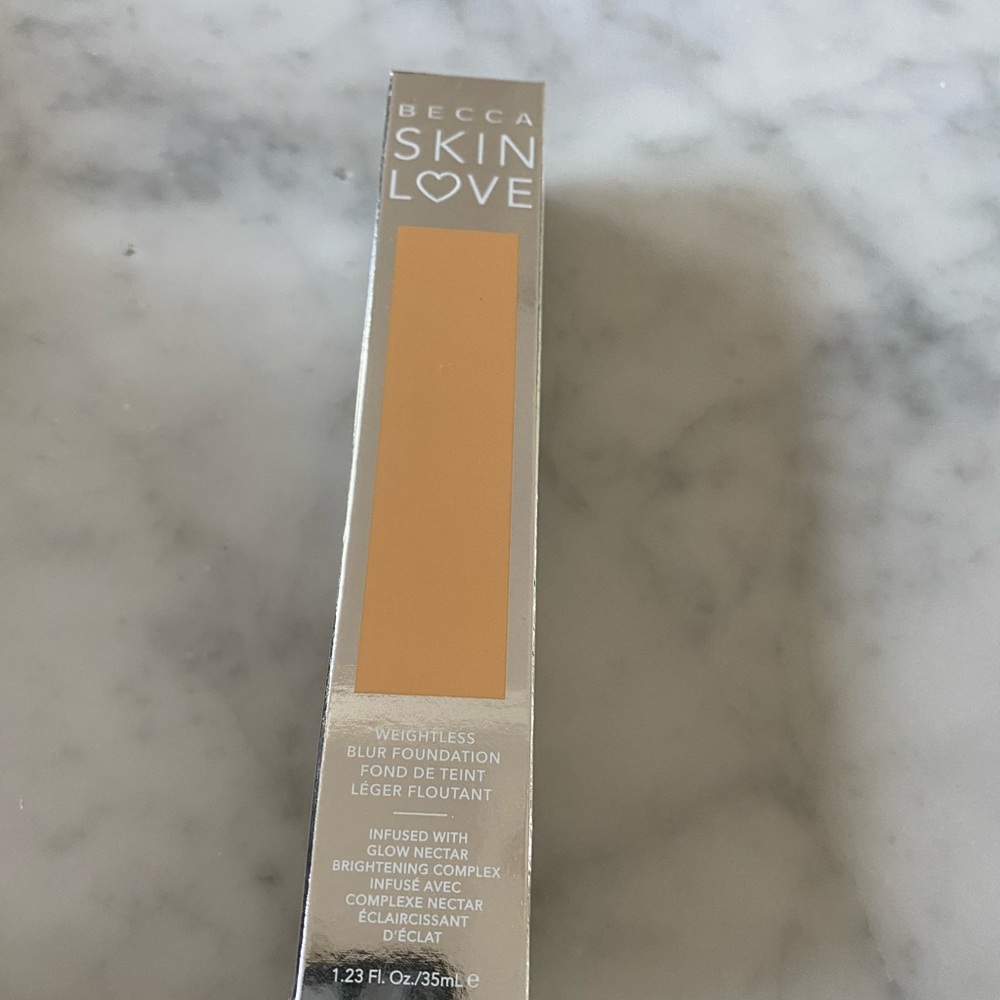 BECCA
SKIN
LOVE
WEIGHTLESS
BLUR FOUNDATION
FOND DE TEINT
LÉGER FLOUTANT
INFUSED WITH
GLOW NECTAR
BRIGHTENING COMPLEX
INFUSÉ AVEC
COMPLEXE NECTAR
ÉCLAIRCISSANT
D'ÉCLAT
1.23 Fl. Oz./35mL ℮